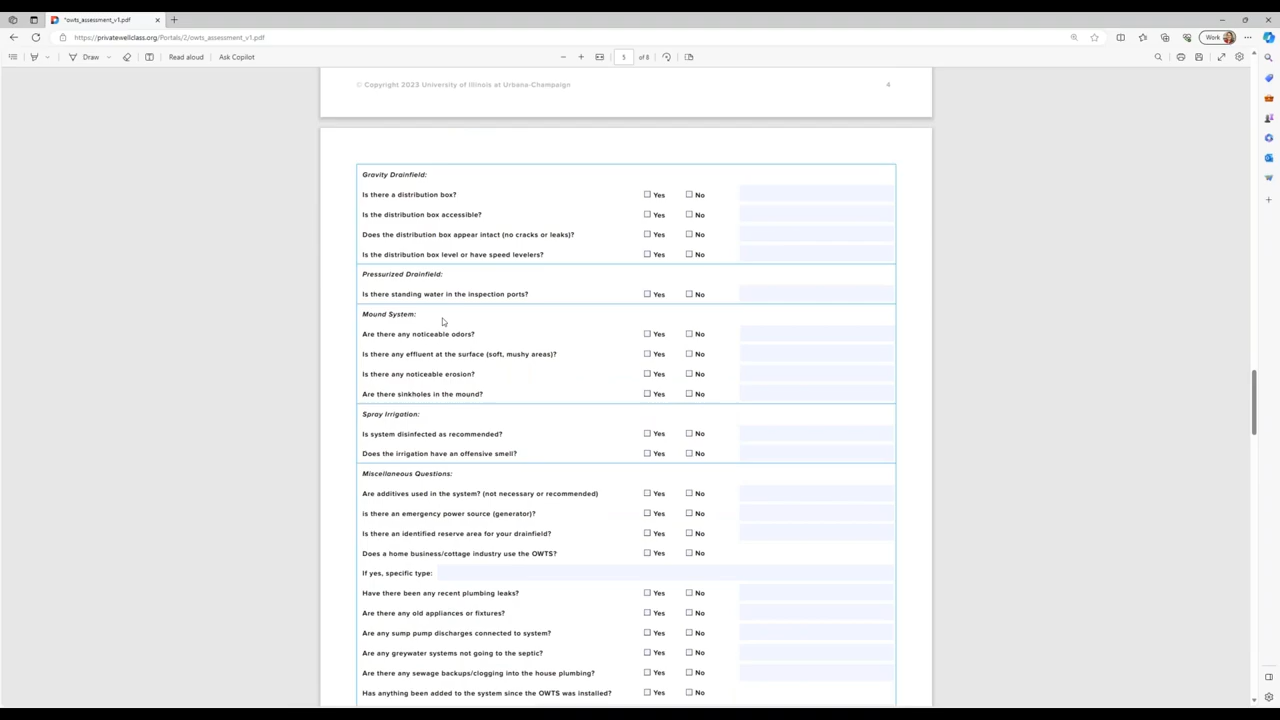 *owts_assessment_v1.pdf
https://privatewellclass.org/Portals/2/owts_assessment_v1.pdf
Work
Draw
Read aloud
Ask Copilot
5
of 8
© Copyright 2023 University of Illinois at Urbana-Champaign 4
Gravity Drainfield:
Is there a distribution box? Yes No
Is the distribution box accessible? Yes No
Does the distribution box appear intact (no cracks or leaks)? Yes No
Is the distribution box level or have speed levelers? Yes No
Pressurized Drainfield:
Is there standing water in the inspection ports? Yes No
Mound System:
Are there any noticeable odors? Yes No
Is there any effluent at the surface (soft, mushy areas)? Yes No
Is there any noticeable erosion? Yes No
Are there sinkholes in the mound? Yes No
Spray Irrigation:
Is system disinfected as recommended? Yes No
Does the irrigation have an offensive smell? Yes No
Miscellaneous Questions:
Are additives used in the system? (not necessary or recommended) Yes No
is there an emergency power source (generator)? Yes No
Is there an identified reserve area for your drainfield? Yes No
Does a home business/cottage industry use the OWTS? Yes No
If yes, specific type:
Have there been any recent plumbing leaks? Yes No
Are there any old appliances or fixtures? Yes No
Are any sump pump discharges connected to system? Yes No
Are any greywater systems not going to the septic? Yes No
Are there any sewage backups/clogging into the house plumbing? Yes No
Has anything been added to the system since the OWTS was installed? Yes No